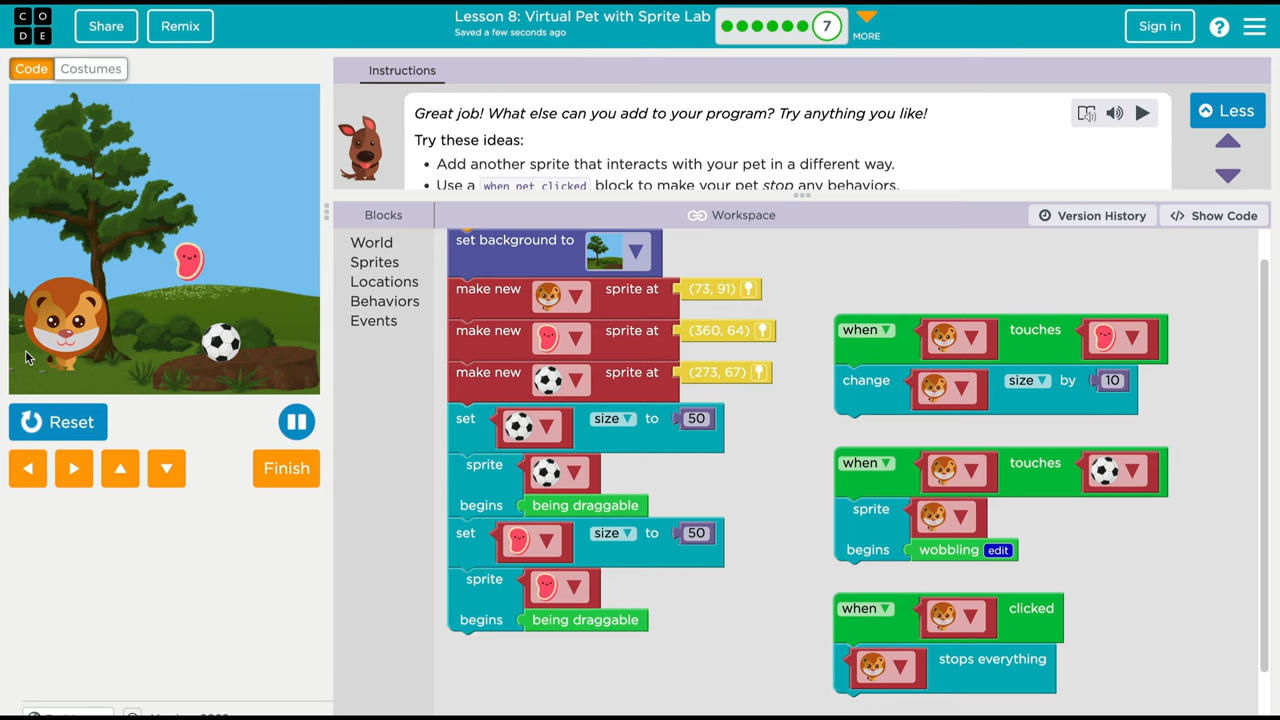 CO
DE
Share
Remix
Lesson 8: Virtual Pet with Sprite Lab
Saved a few seconds ago
7
MORE
Sign in
?
Code
Costumes
Instructions
Great job! What else can you add to your program? Try anything you like!
Try these ideas:
• Add another sprite that interacts with your pet in a different way.
• Use a when pet clicked block to make your pet stop any behaviors.
Less
Blocks
Workspace
Version History
Show Code
World
Sprites
Locations
Behaviors
Events
set background to
make new sprite at (73, 91)
make new sprite at (360, 64)
make new sprite at (273, 67)
set size to 50
sprite
begins being draggable
set size to 50
sprite
begins being draggable
when touches
change size by 10
when touches
sprite
begins wobbling edit
when clicked
stops everything
Reset
Finish